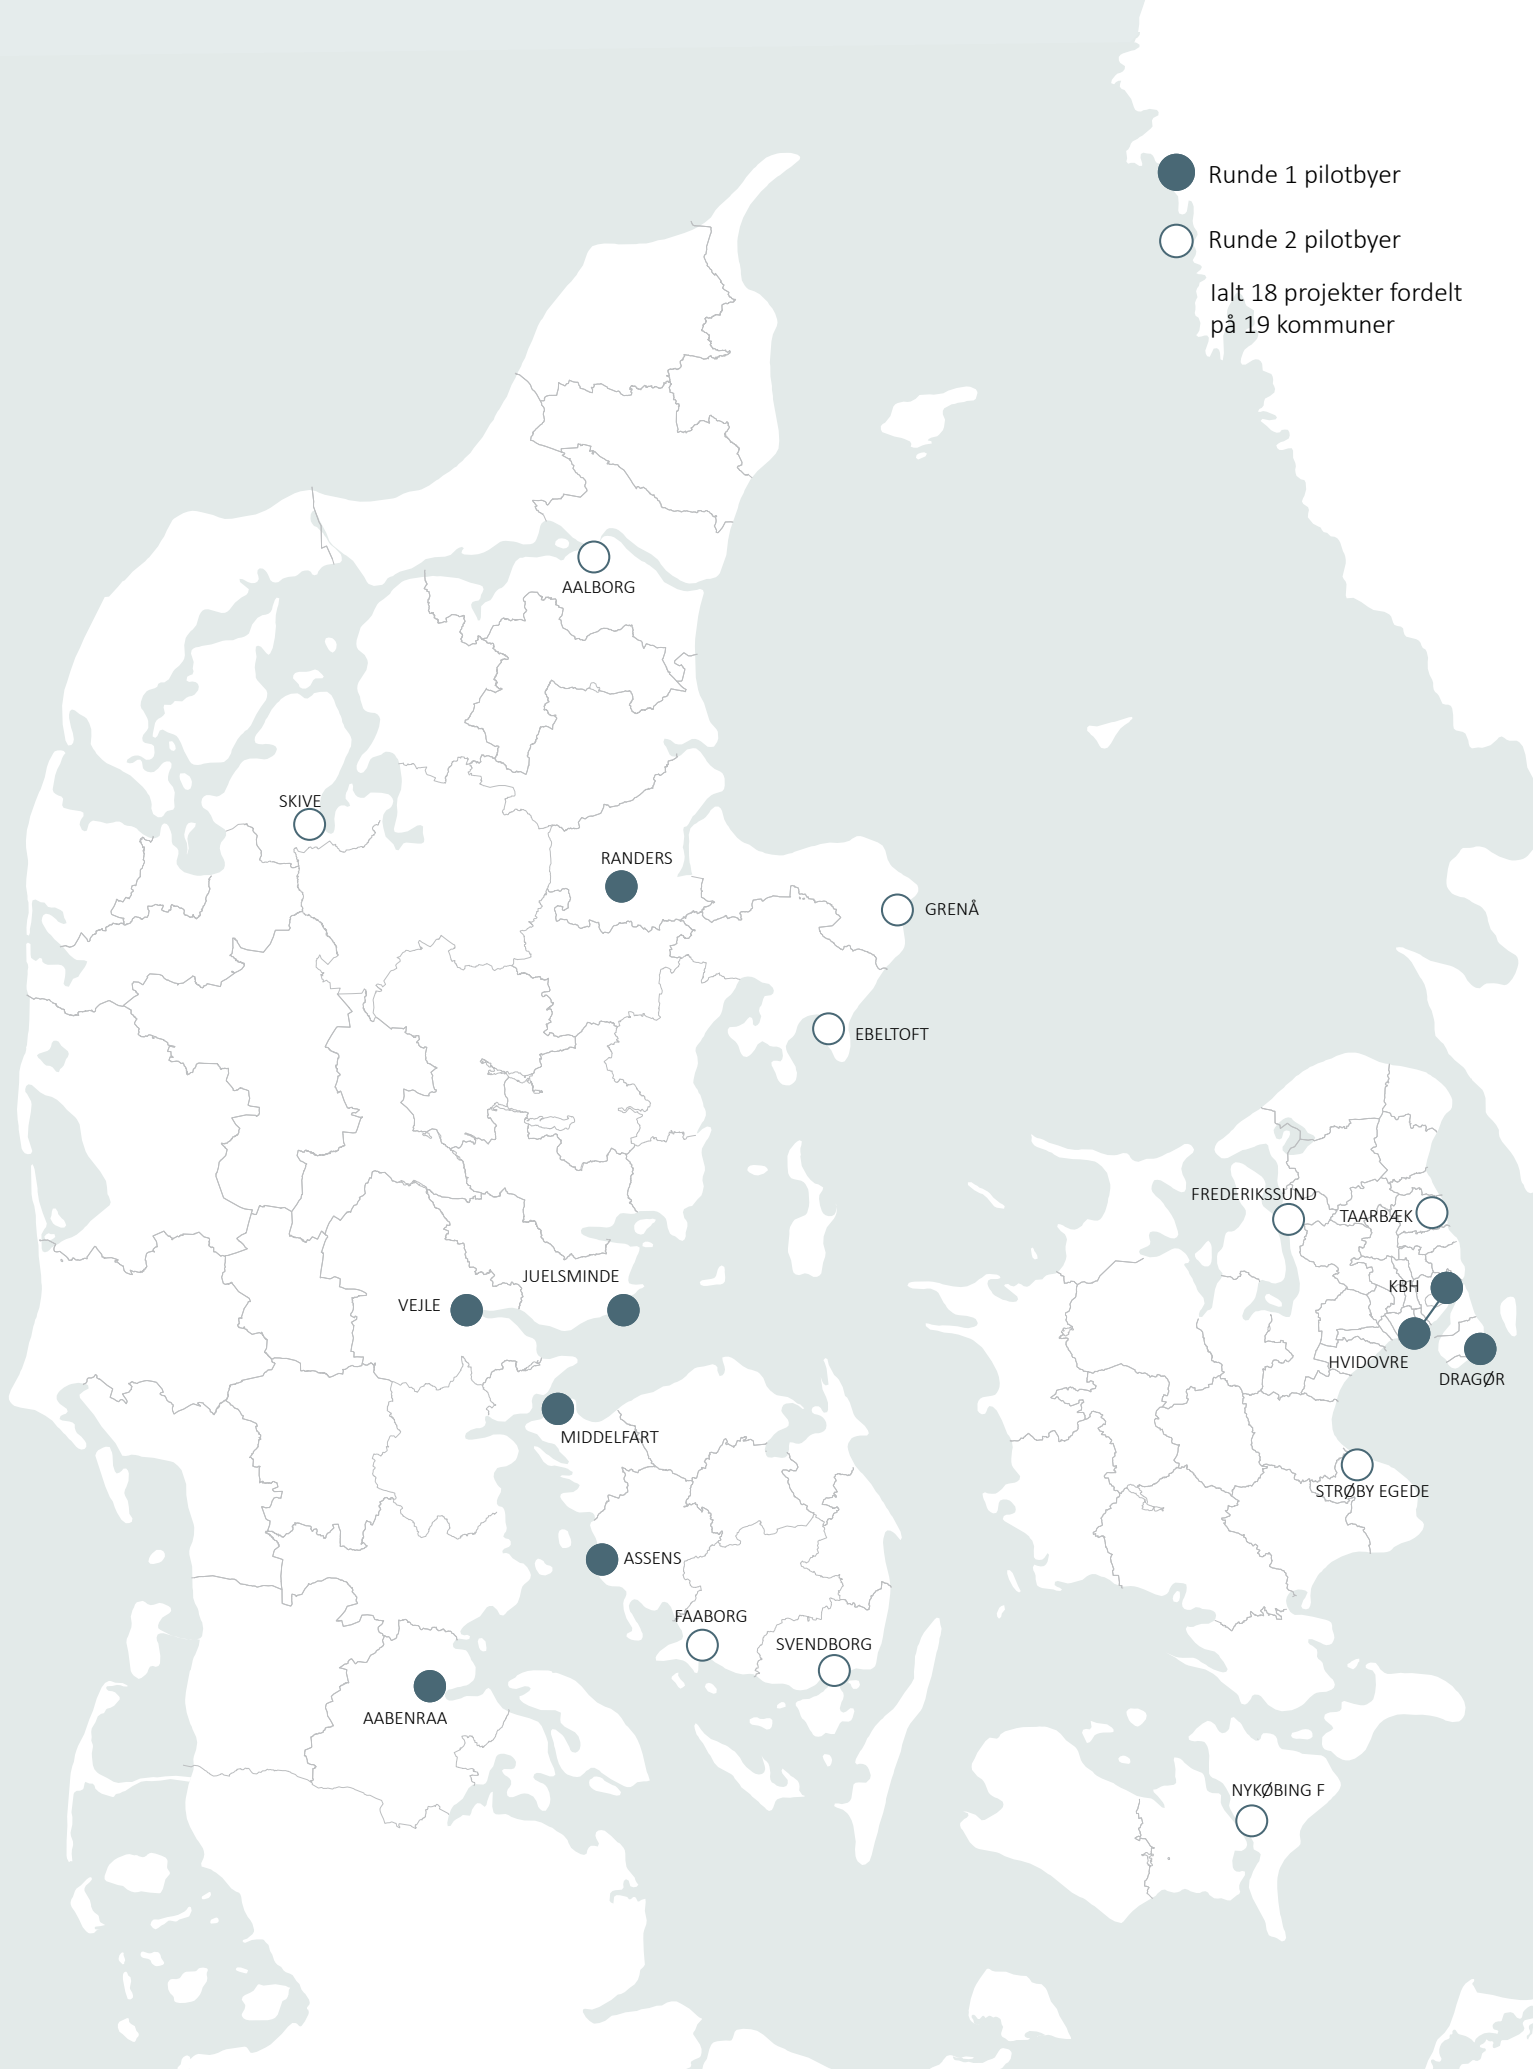 Runde 1 pilotbyer
Runde 2 pilotbyer
Ialt 18 projekter fordelt
på 19 kommuner
AALBORG
SKIVE
RANDERS
GRENÅ
EBELTOFT
FREDERIKSSUND
TAARBÆK
JUELSMINDE
VEJLE
KBH
HVIDOVRE
DRAGØR
MIDDELFART
STRØBY EGEDE
ASSENS
FAABORG
SVENDBORG
AABENRAA
NYKØBING F